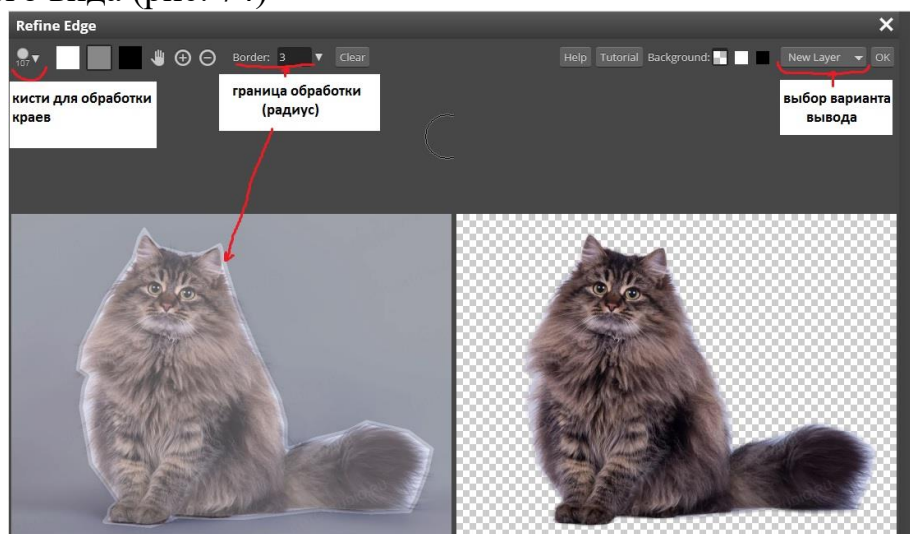 Refine Edge
107
Border: 3
Clear
Help
Tutorial
Background:
New Layer
OK
кисти для обработки
краев
граница обработки
(радиус)
выбор варианта
вывода